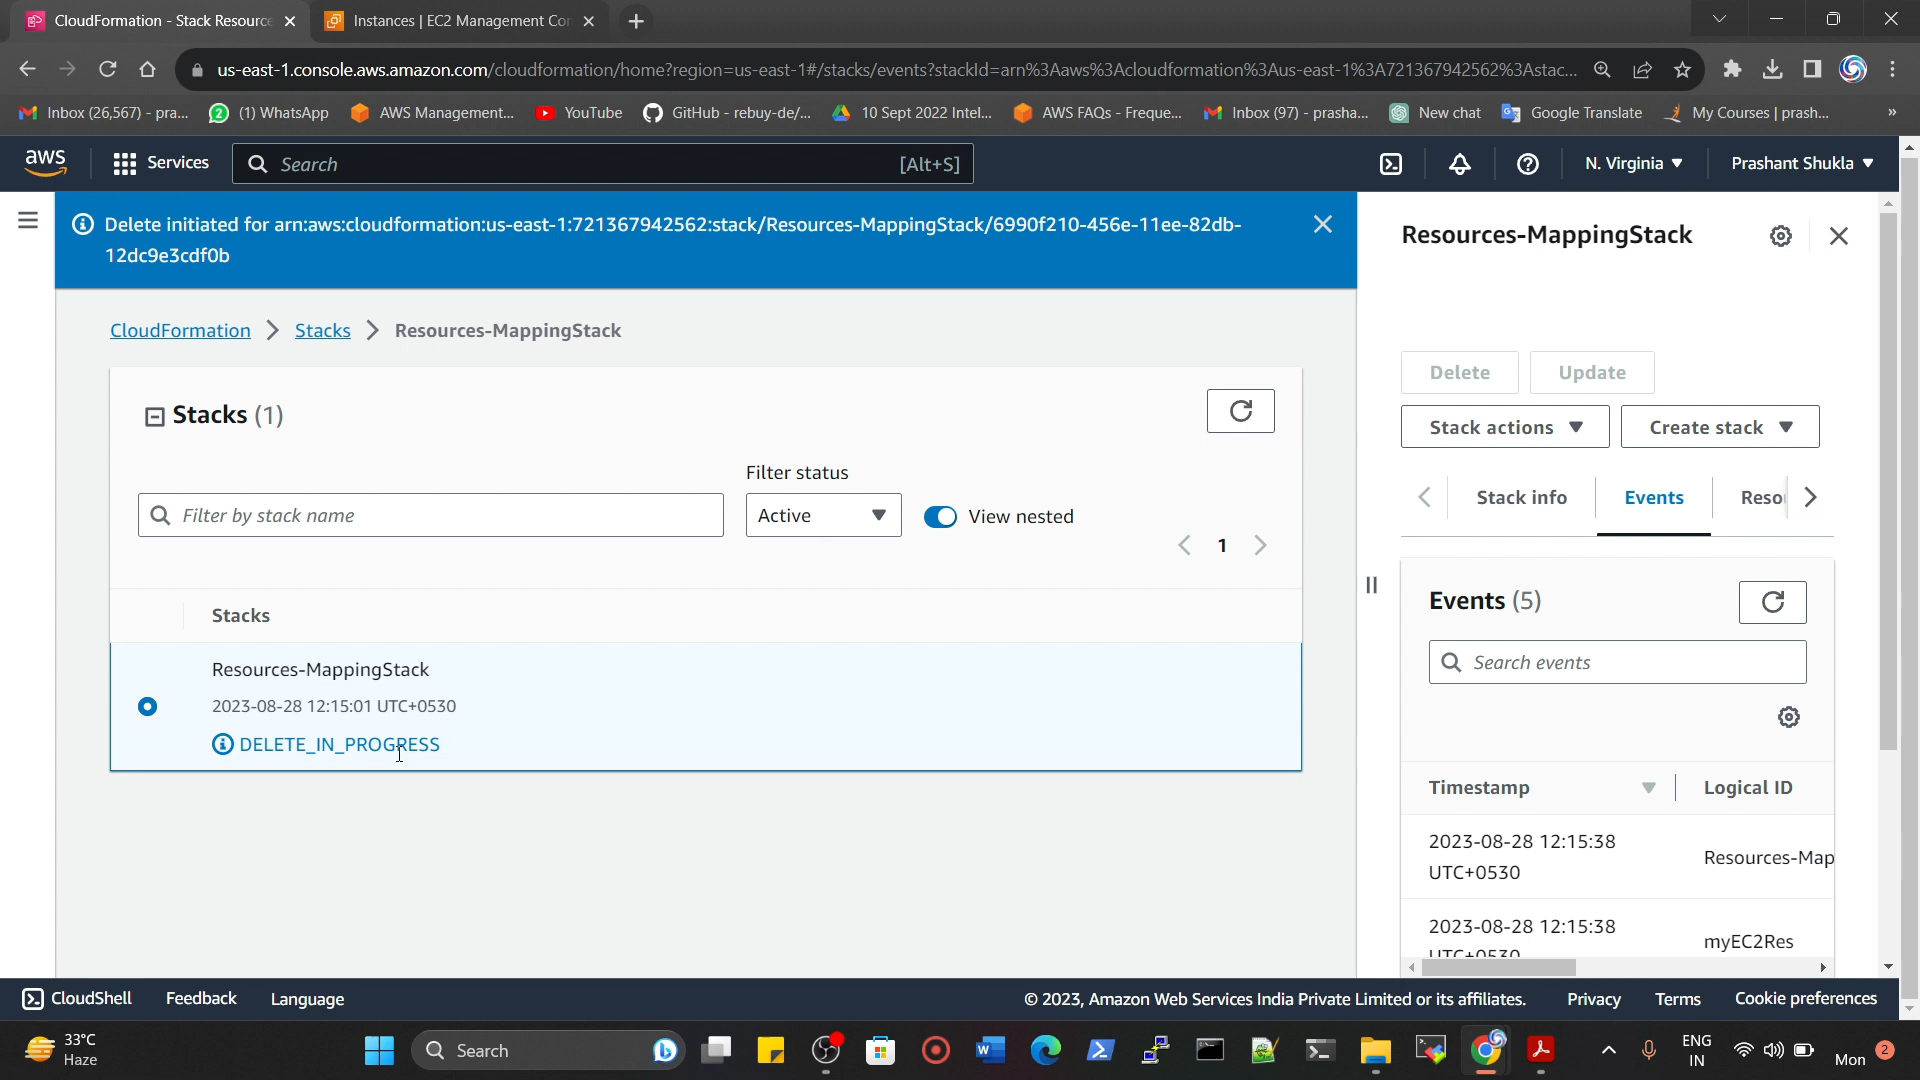 CloudFormation - Stack Resource
Instances | EC2 Management Con
us-east-1.console.aws.amazon.com/cloudformation/home?region=us-east-1#/stacks/events?stackId=arn%3Aaws%3Acloudformation%3Aus-east-1%3A721367942562%3Astac...
Inbox (26,567) - pra...
(1) WhatsApp
AWS Management...
YouTube
GitHub - rebuy-de/...
10 Sept 2022 Intel...
AWS FAQs - Freque...
Inbox (97) - prasha...
New chat
Google Translate
My Courses | prash...
»
aws
Services
Search
[Alt+S]
N. Virginia
Prashant Shukla
Delete initiated for arn:aws:cloudformation:us-east-1:721367942562:stack/Resources-MappingStack/6990f210-456e-11ee-82db-
12dc9e3cdf0b
CloudFormation
Stacks
Resources-MappingStack
Stacks (1)
Filter status
Filter by stack name
Active
View nested
1
Stacks
Resources-MappingStack
2023-08-28 12:15:01 UTC+0530
DELETE_IN_PROGRESS
Resources-MappingStack
Delete
Update
Stack actions
Create stack
Stack info
Events
Reso
Events (5)
Search events
Timestamp
Logical ID
2023-08-28 12:15:38
UTC+0530
Resources-Map
2023-08-28 12:15:38
UTC+0530
myEC2Res
CloudShell
Feedback
Language
© 2023, Amazon Web Services India Private Limited or its affiliates.
Privacy
Terms
Cookie preferences
33°C
Haze
Search
ENG
IN
Mon
2